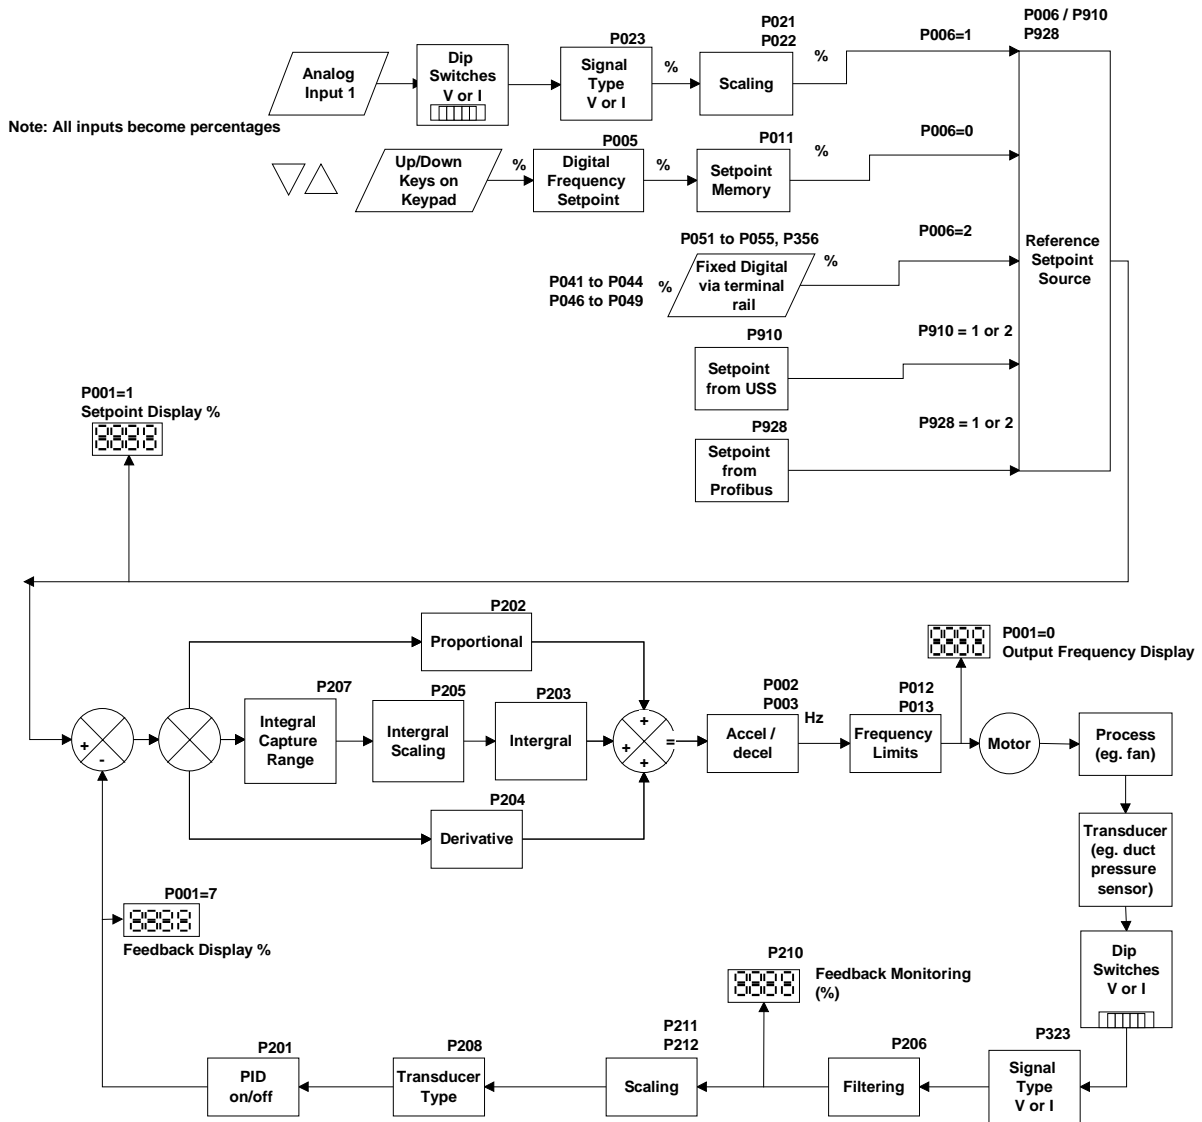 P006 / P910
P928
P021
P022
P023
P006=1
Analog
Input 1
Dip
Switches
V or I
Signal
Type
V or I
%
Scaling
%
Note: All inputs become percentages
P005
P011
P006=0
Up/Down
Keys on
Keypad
%
Digital
Frequency
Setpoint
%
Setpoint
Memory
%
P051 to P055, P356
P006=2
P041 to P044
P046 to P049
%
Fixed Digital
via terminal
rail
%
Reference
Setpoint
Source
P910
P910 = 1 or 2
Setpoint
from USS
P928
P928 = 1 or 2
Setpoint
from
Profibus
P001=1
Setpoint Display %
8888
P202
Proportional
8888
P001=0
Output Frequency Display
P207
Integral
Capture
Range
P205
Intergral
Scaling
P203
Intergral
P204
Derivative
+
-
+
+
+
=
P002
P003
Hz
Accel /
decel
P012
P013
Frequency
Limits
Motor
Process
(eg. fan)
Transducer
(eg. duct
pressure
sensor)
Dip
Switches
V or I
P001=7
8888
Feedback Display %
P210
8888
Feedback Monitoring
(%)
P201
PID
on/off
P208
Transducer
Type
P211
P212
Scaling
P206
Filtering
P323
Signal
Type
V or I